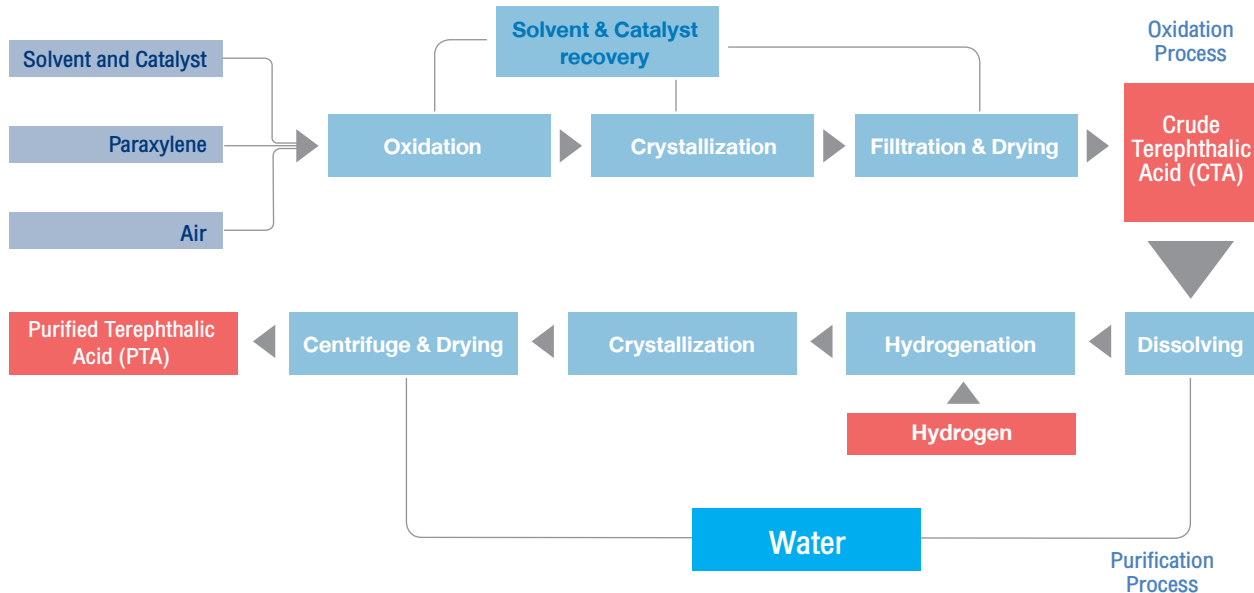 Solvent & Catalyst
recovery
Oxidation
Process
Solvent and Catalyst
Paraxylene
Air
Oxidation
Crystallization
Filltration & Drying
Crude
Terephthalic
Acid (CTA)
Purified Terephthalic
Acid (PTA)
Centrifuge & Drying
Crystallization
Hydrogenation
Dissolving
Hydrogen
Water
Purification
Process